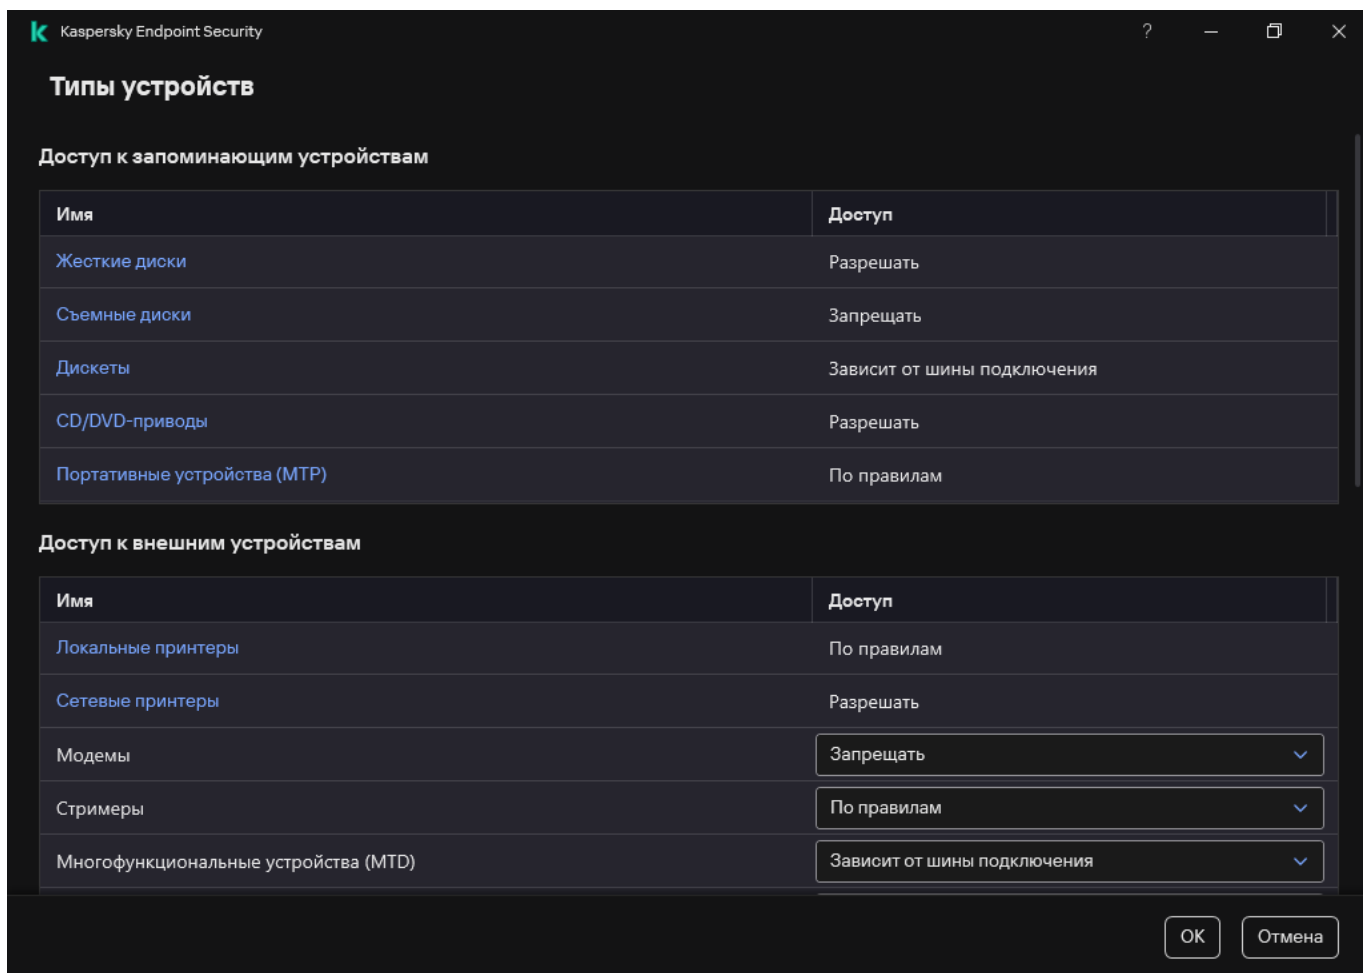 Kaspersky Endpoint Security ?
Типы устройств
Доступ к запоминающим устройствам
Имя Доступ
Жесткие диски Разрешать
Съемные диски Запрещать
Дискеты Зависит от шины подключения
CD/DVD-приводы Разрешать
Портативные устройства (MTP) По правилам
Доступ к внешним устройствам
Имя Доступ
Локальные принтеры По правилам
Сетевые принтеры Разрешать
Модемы Запрещать
Стримеры По правилам
Многофункциональные устройства (MTD) Зависит от шины подключения
ОК Отмена